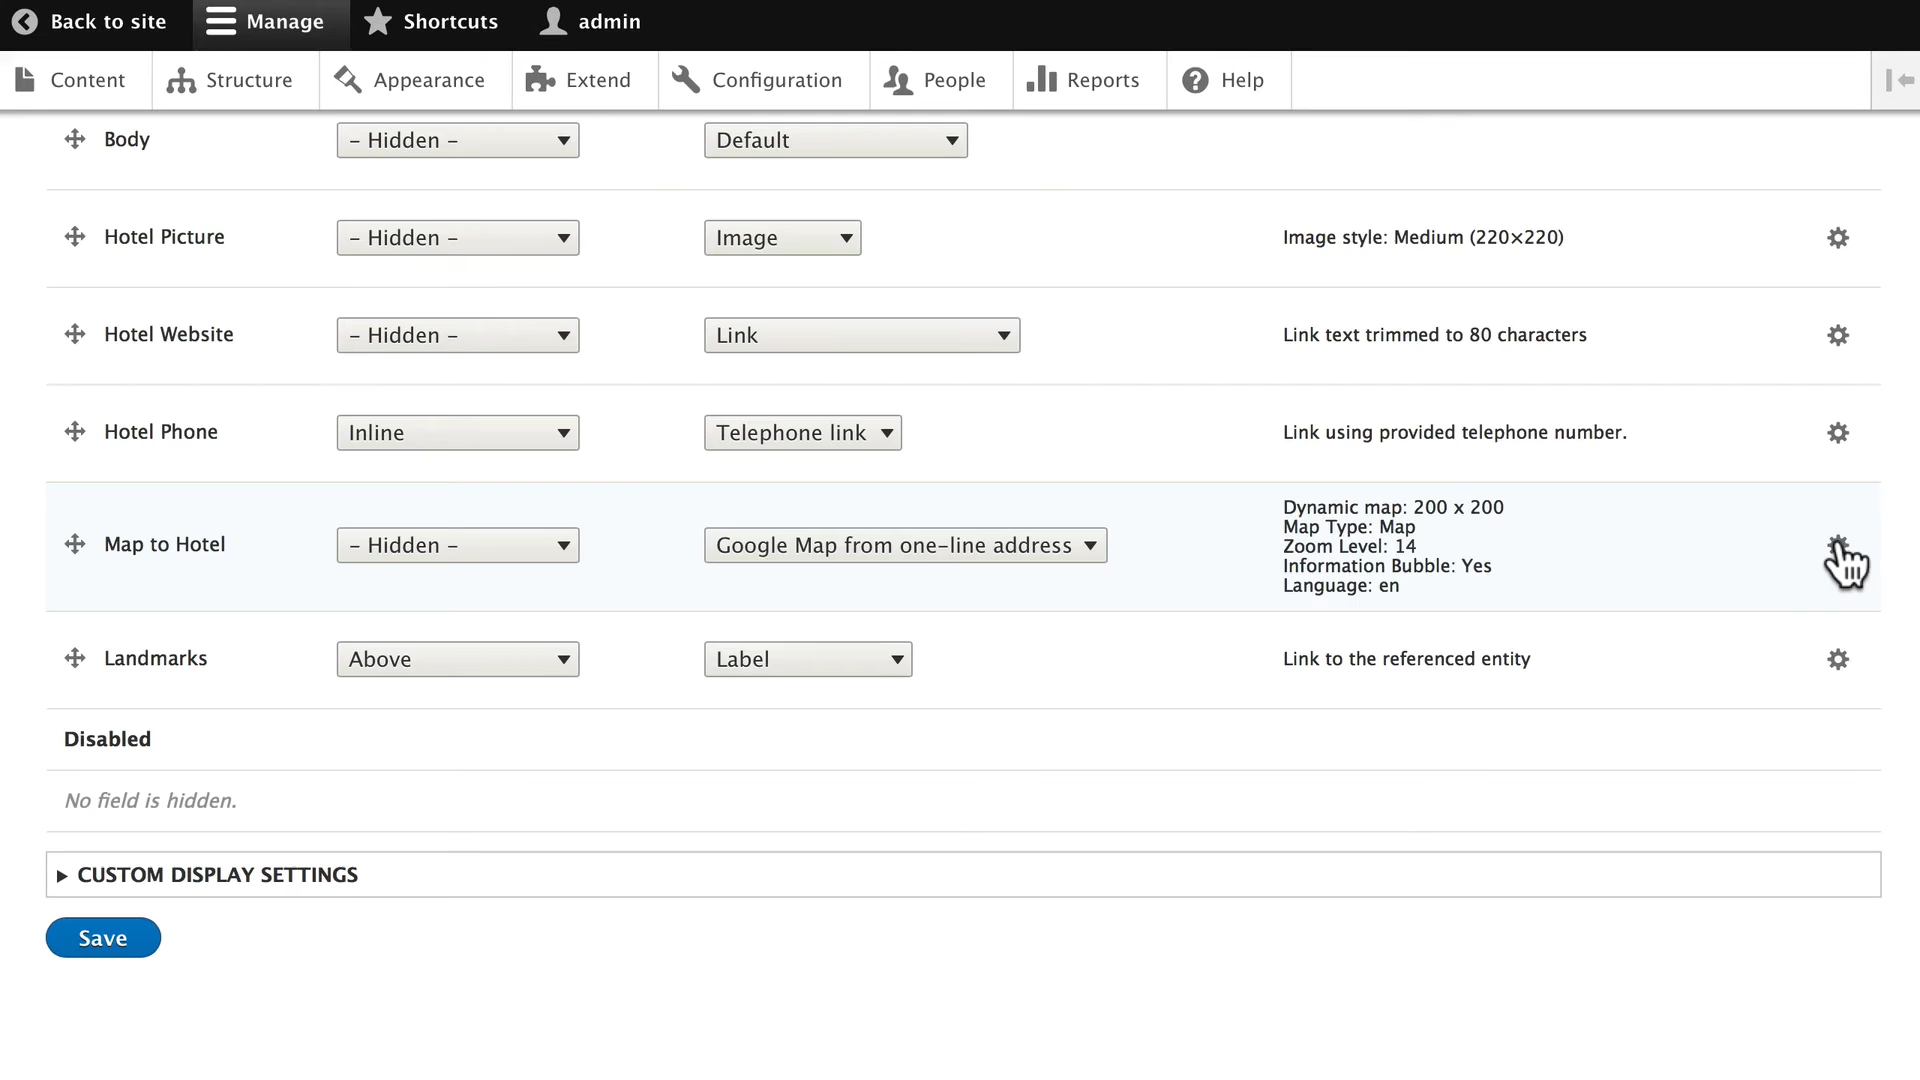 Back to site
Manage
Shortcuts
admin
Content
Structure
Appearance
Extend
Configuration
People
Reports
Help
Body
- Hidden -
Default
Hotel Picture
- Hidden -
Image
Image style: Medium (220×220)
Hotel Website
- Hidden -
Link
Link text trimmed to 80 characters
Hotel Phone
Inline
Telephone link
Link using provided telephone number.
Map to Hotel
- Hidden -
Google Map from one-line address
Dynamic map: 200 x 200
Map Type: Map
Zoom Level: 14
Information Bubble: Yes
Language: en
Landmarks
Above
Label
Link to the referenced entity
Disabled
No field is hidden.
CUSTOM DISPLAY SETTINGS
Save